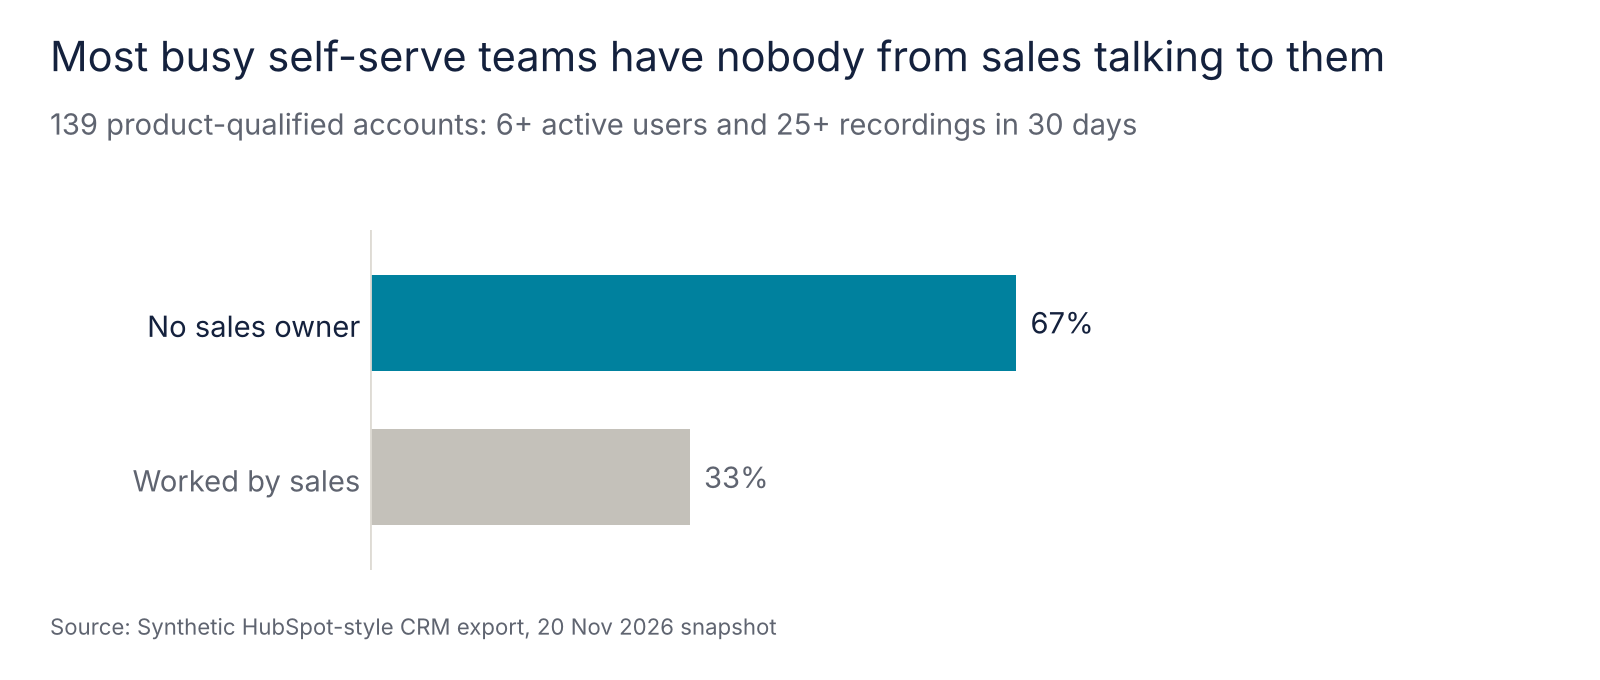 Most busy self-serve teams have nobody from sales talking to them
139 product-qualified accounts: 6+ active users and 25+ recordings in 30 days
No sales owner
67%
Worked by sales
33%
Source: Synthetic HubSpot-style CRM export, 20 Nov 2026 snapshot